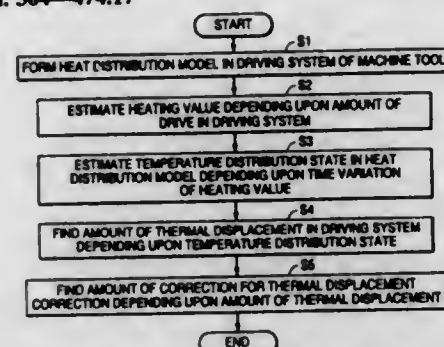 START
S1
FORM HEAT DISTRIBUTION MODEL IN DRIVING SYSTEM OF MACHINE TOOL
S2
ESTIMATE HEATING VALUE DEPENDING UPON AMOUNT OF
DRIVE IN DRIVING SYSTEM
S3
ESTIMATE TEMPERATURE DISTRIBUTION STATE IN HEAT
DISTRIBUTION MODEL DEPENDING UPON TIME VARIATION
OF HEATING VALUE
S4
FIND AMOUNT OF THERMAL DISPLACEMENT IN DRIVING SYSTEM
DEPENDING UPON TEMPERATURE DISTRIBUTION STATE
S5
FIND AMOUNT OF CORRECTION FOR THERMAL DISPLACEMENT
CORRECTION DEPENDING UPON AMOUNT OF THERMAL DISPLACEMENT
END